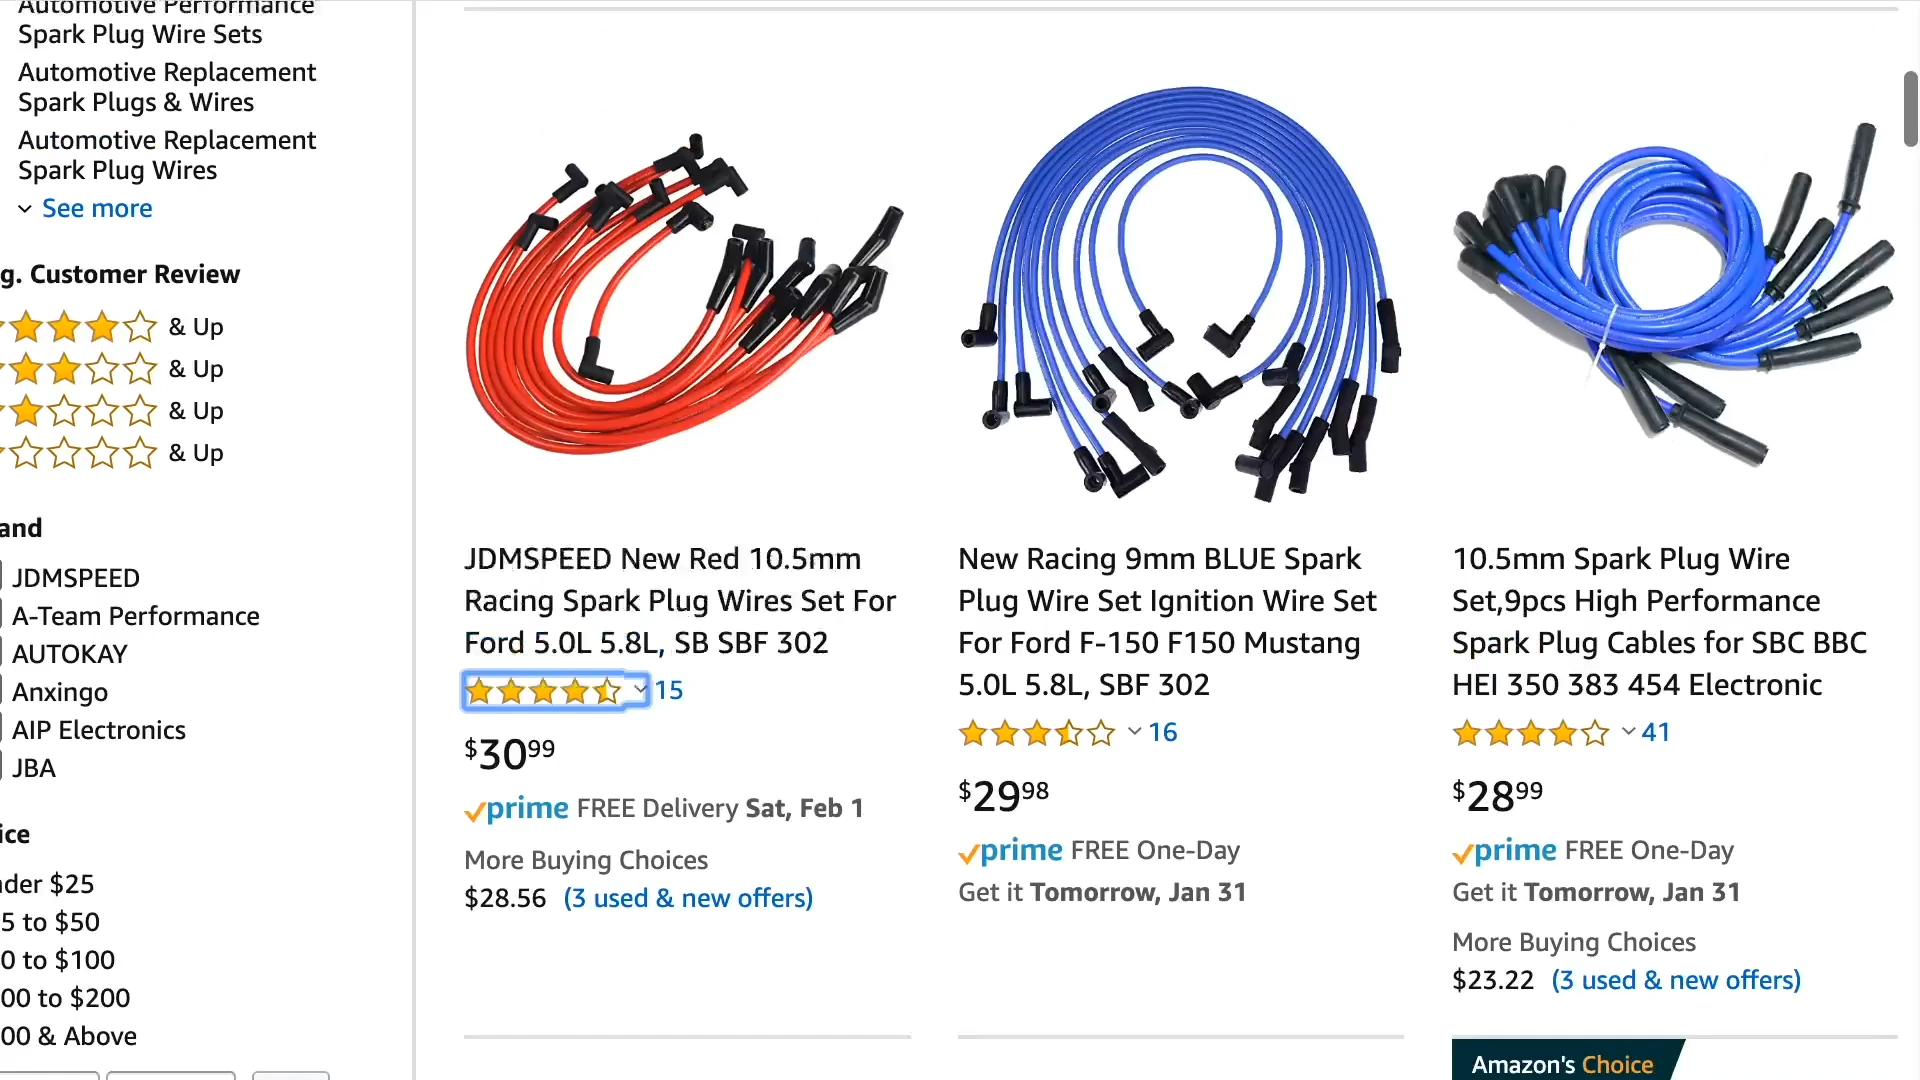 Automotive Performance
Spark Plug Wire Sets
Automotive Replacement
Spark Plugs & Wires
Automotive Replacement
Spark Plug Wires
See more
g. Customer Review
& Up
& Up
& Up
& Up
and
JDMSPEED
A-Team Performance
AUTOKAY
Anxingo
AIP Electronics
JBA
ice
der $25
5 to $50
0 to $100
00 to $200
00 & Above
JDMSPEED New Red 10.5mm
Racing Spark Plug Wires Set For
Ford 5.0L 5.8L, SB SBF 302
15
$30 99
prime FREE Delivery Sat, Feb 1
More Buying Choices
$28.56 (3 used & new offers)
New Racing 9mm BLUE Spark
Plug Wire Set Ignition Wire Set
For Ford F-150 F150 Mustang
5.0L 5.8L, SBF 302
16
$29 98
prime FREE One-Day
Get it Tomorrow, Jan 31
10.5mm Spark Plug Wire
Set,9pcs High Performance
Spark Plug Cables for SBC BBC
HEI 350 383 454 Electronic
41
$28 99
prime FREE One-Day
Get it Tomorrow, Jan 31
More Buying Choices
$23.22 (3 used & new offers)
Amazon's Choice